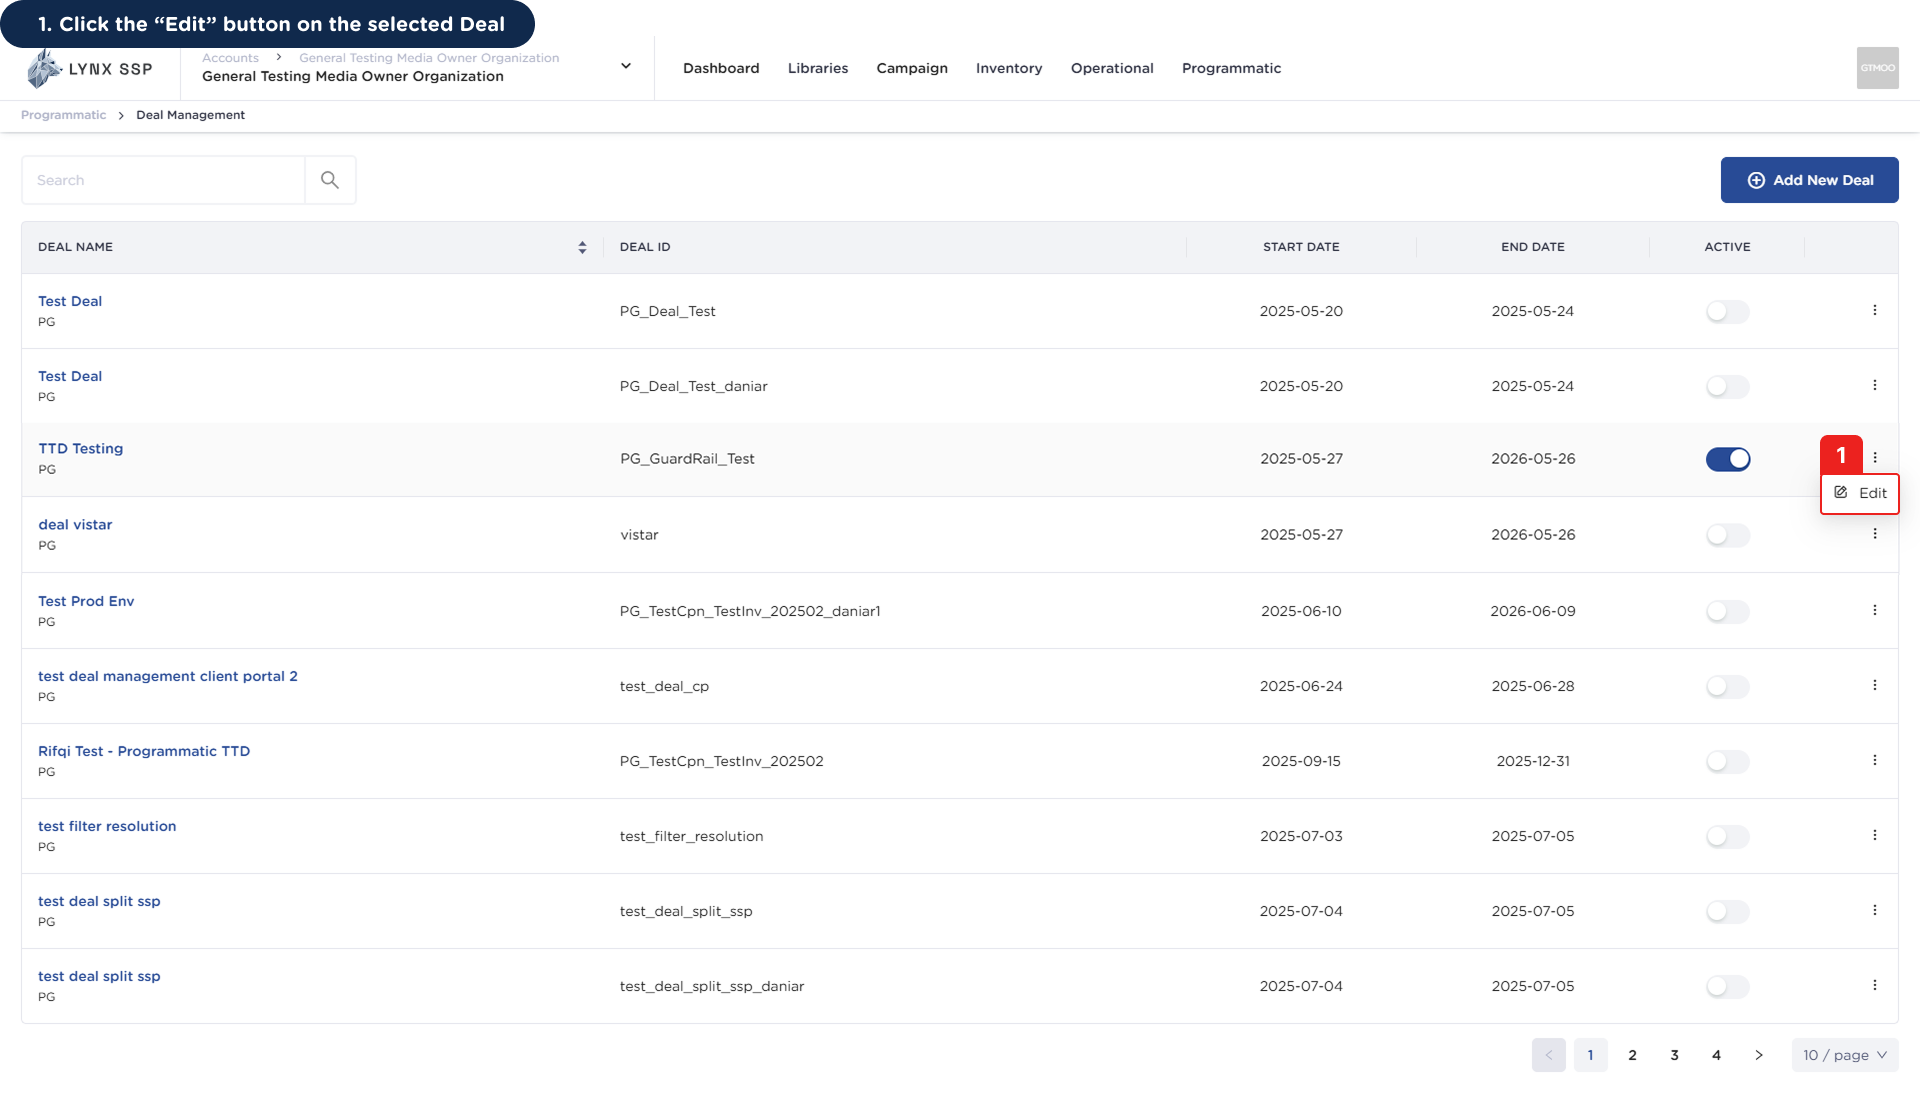 1. Click the “Edit” button on the selected Deal
LYNX SSP
Accounts > General Testing Media Owner Organization
General Testing Media Owner Organization
Dashboard Libraries Campaign Inventory Operational Programmatic
GTMOO
Programmatic > Deal Management
Search
Add New Deal
DEAL NAME DEAL ID START DATE END DATE ACTIVE
Test Deal
PG
PG_Deal_Test 2025-05-20 2025-05-24
Test Deal
PG
PG_Deal_Test_daniar 2025-05-20 2025-05-24
TTD Testing
PG
PG_GuardRail_Test 2025-05-27 2026-05-26
1
Edit
deal vistar
PG
vistar 2025-05-27 2026-05-26
Test Prod Env
PG
PG_TestCpn_TestInv_202502_daniar1 2025-06-10 2026-06-09
test deal management client portal 2
PG
test_deal_cp 2025-06-24 2025-06-28
Rifqi Test - Programmatic TTD
PG
PG_TestCpn_TestInv_202502 2025-09-15 2025-12-31
test filter resolution
PG
test_filter_resolution 2025-07-03 2025-07-05
test deal split ssp
PG
test_deal_split_ssp 2025-07-04 2025-07-05
test deal split ssp
PG
test_deal_split_ssp_daniar 2025-07-04 2025-07-05
< 1 2 3 4 > 10 / page